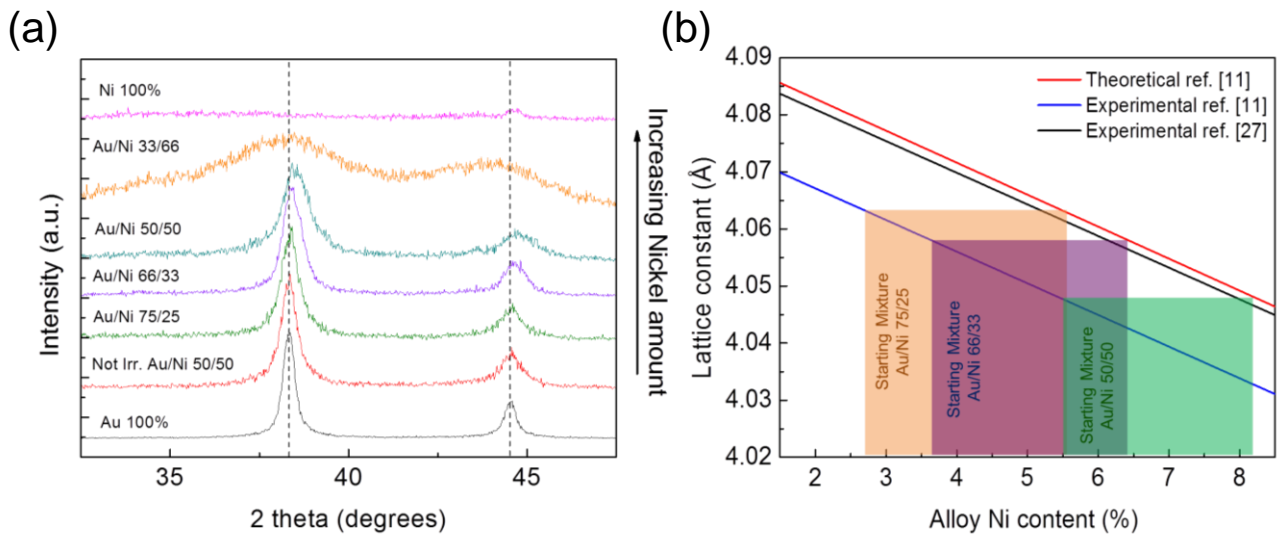 (a)
Ni 100%
Au/Ni 33/66
Au/Ni 50/50
Au/Ni 66/33
Au/Ni 75/25
Not Irr. Au/Ni 50/50
Au 100%
Intensity (a.u.)
Increasing Nickel amount
35
40
45
2 theta (degrees)
(b)
4.09
4.08
4.07
4.06
4.05
4.04
4.03
4.02
Lattice constant (Å)
Theoretical ref. [11]
Experimental ref. [11]
Experimental ref. [27]
Starting Mixture
Au/Ni 75/25
Starting Mixture
Au/Ni 66/33
Starting Mixture
Au/Ni 50/50
2
3
4
5
6
7
8
Alloy Ni content (%)